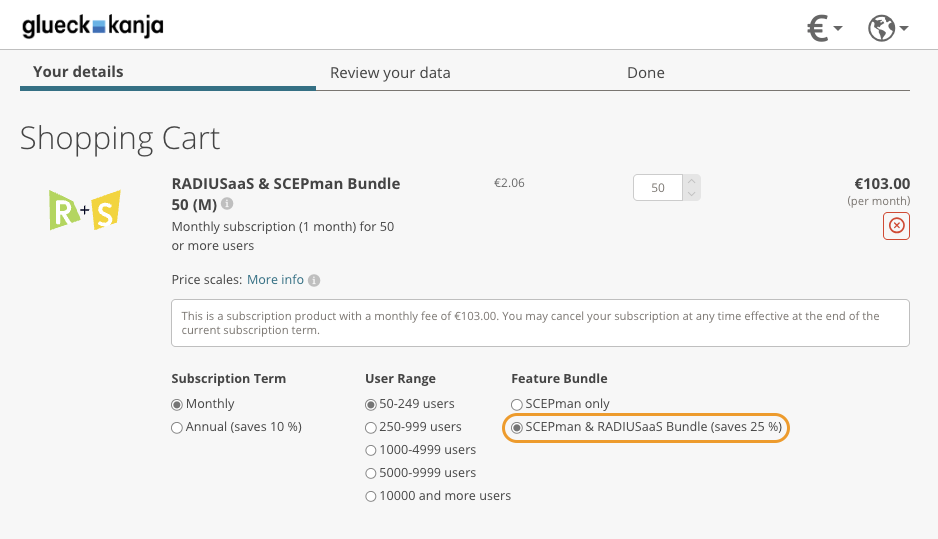 glueck kanja
€
Your details
Review your data
Done
Shopping Cart
R+S
RADIUSaaS & SCEPman Bundle
50 (M)
€2.06
50
€103.00
(per month)
Monthly subscription (1 month) for 50
or more users
Price scales: More info
This is a subscription product with a monthly fee of €103.00. You may cancel your subscription at any time effective at the end of the
current subscription term.
Subscription Term
Monthly
Annual (saves 10 %)
User Range
50-249 users
250-999 users
1000-4999 users
5000-9999 users
10000 and more users
Feature Bundle
SCEPman only
SCEPman & RADIUSaaS Bundle (saves 25 %)